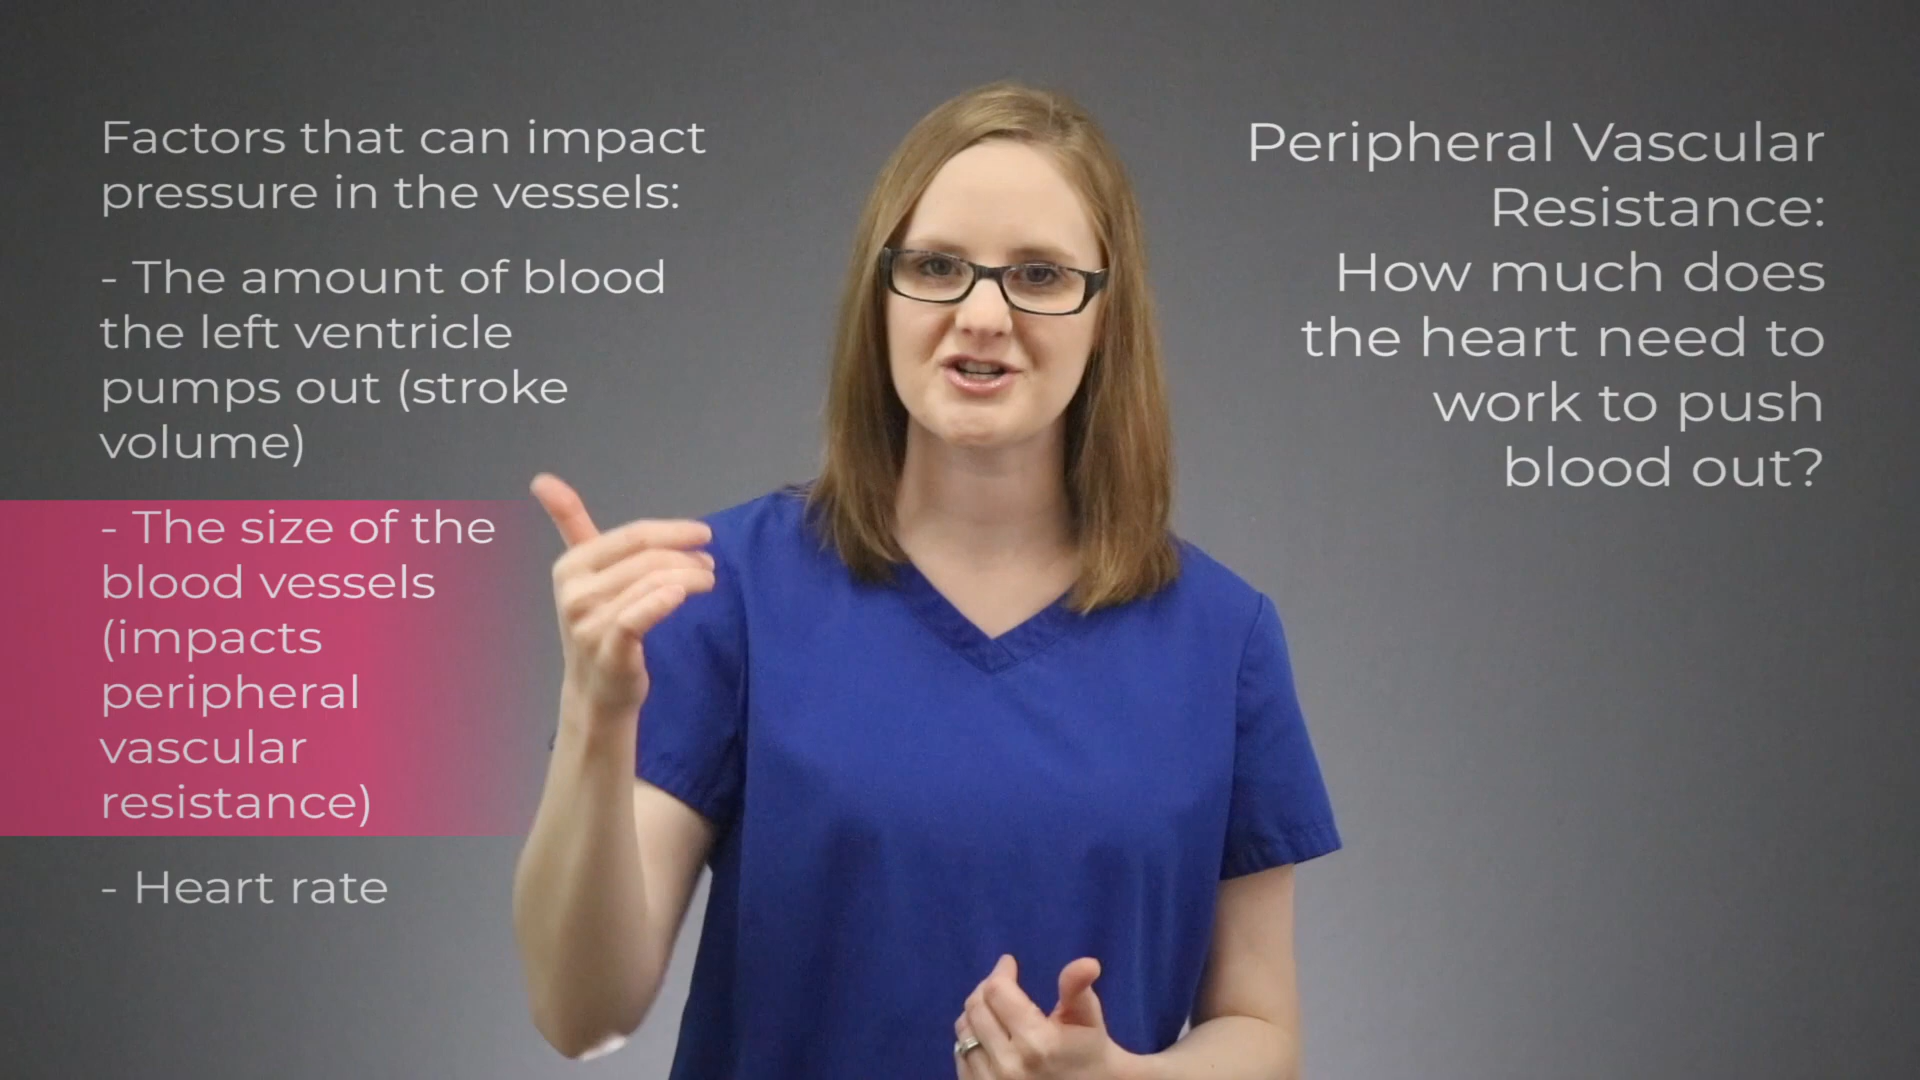 Factors that can impact
pressure in the vessels:
- The amount of blood
the left ventricle
pumps out (stroke
volume)
- The size of the
blood vessels
(impacts
peripheral
vascular
resistance)
- Heart rate
Peripheral Vascular
Resistance:
How much does
the heart need to
work to push
blood out?